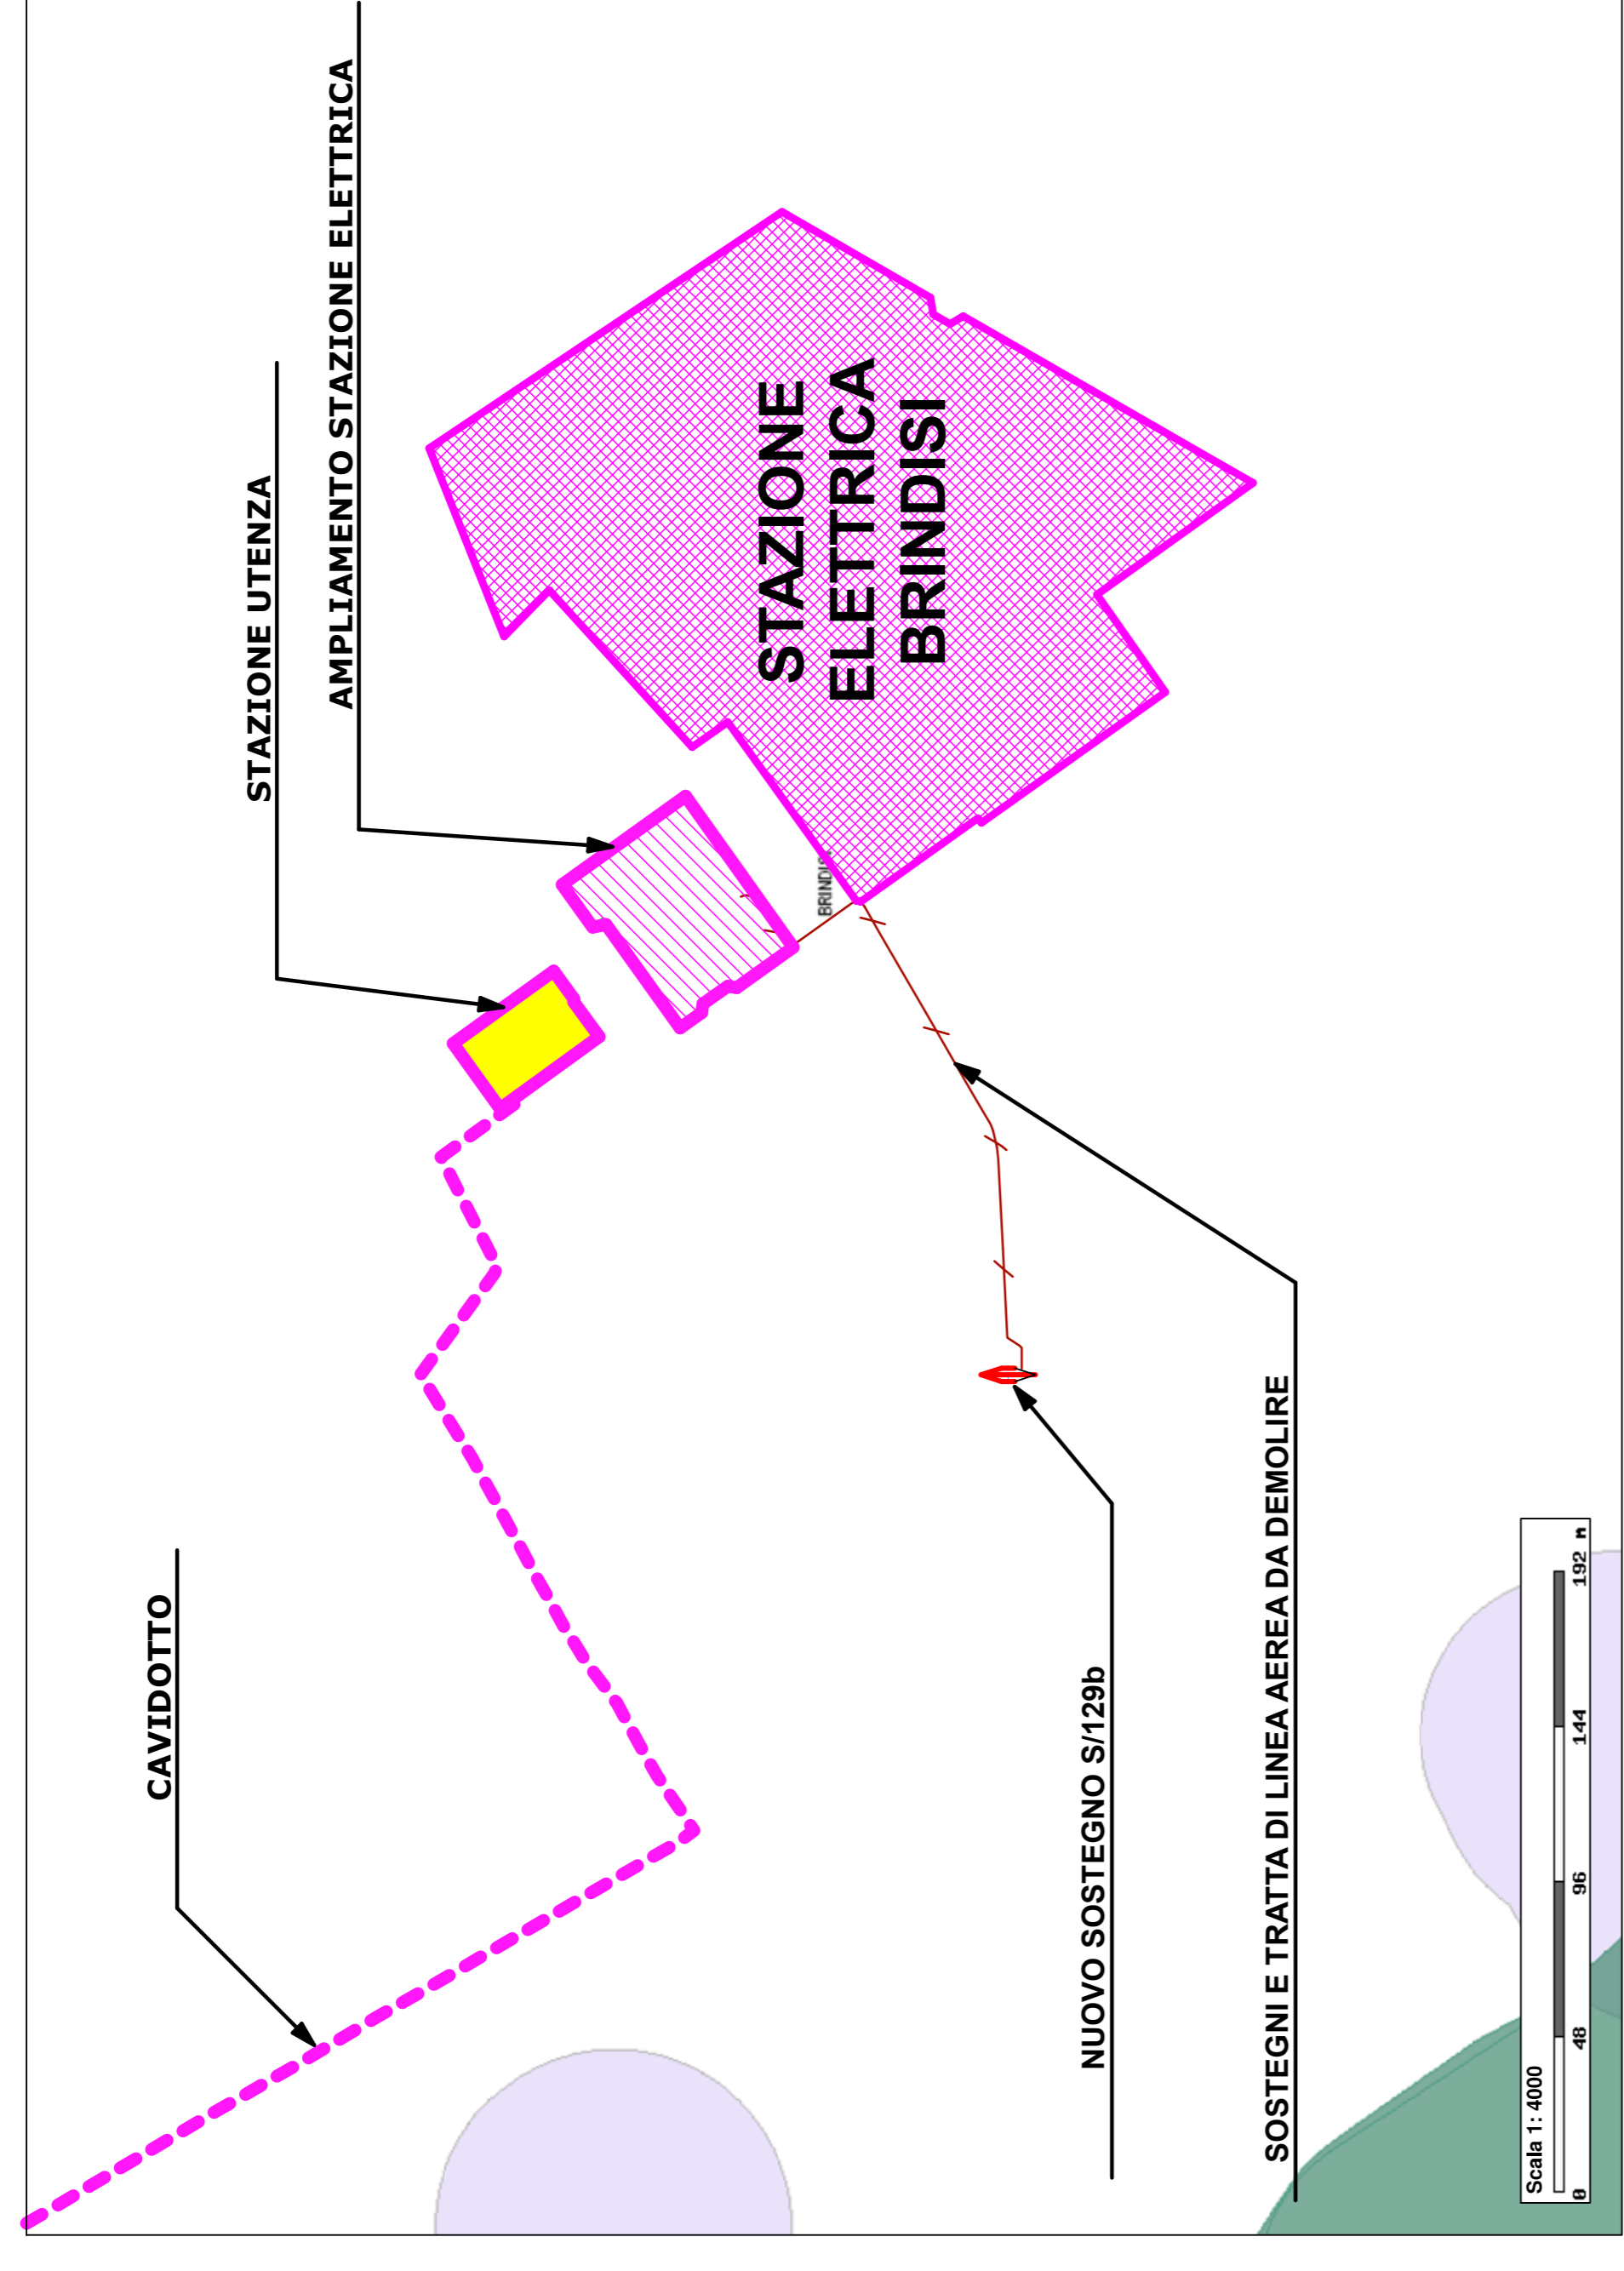 CAVIDOTTO
STAZIONE UTENZA
AMPLIAMENTO STAZIONE ELETTRICA
STAZIONE
ELETTRICA
BRINDISI
BRINDISI
NUOVO SOSTEGNO S/129b
SOSTEGNI E TRATTA DI LINEA AEREA DA DEMOLIRE
Scala 1: 4000
0 48 96 144 192 m